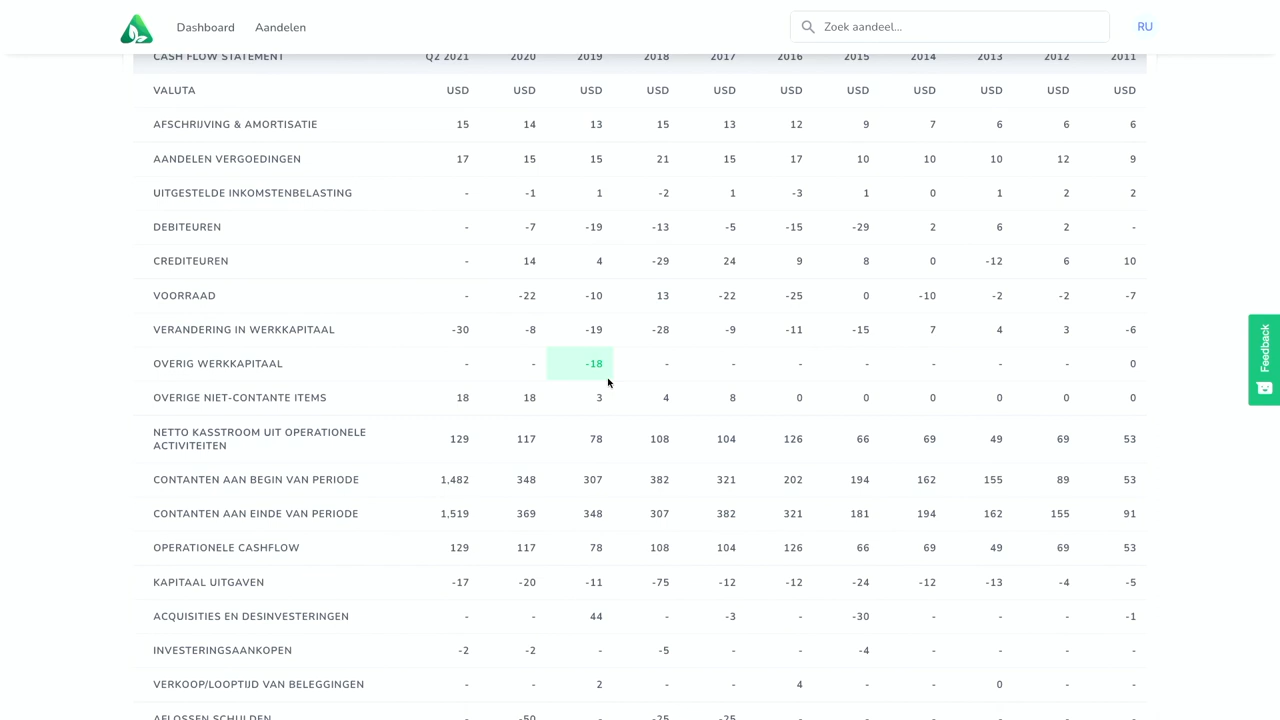 Dashboard Aandelen Zoek aandeel... RU
CASH FLOW STATEMENT Q2 2021 2020 2019 2018 2017 2016 2015 2014 2013 2012 2011
VALUTA USD USD USD USD USD USD USD USD USD USD USD
AFSCHRIJVING & AMORTISATIE 15 14 13 15 13 12 9 7 6 6 6
AANDELEN VERGOEDINGEN 17 15 15 21 15 17 10 10 10 12 9
UITGESTELDE INKOMSTENBELASTING - -1 1 -2 1 -3 1 0 1 2 2
DEBITEUREN - -7 -19 -13 -5 -15 -29 2 6 2 -
CREDITEUREN - 14 4 -29 24 9 8 0 -12 6 10
VOORRAAD - -22 -10 13 -22 -25 0 -10 -2 -2 -7
VERANDERING IN WERKKAPITAAL -30 -8 -19 -28 -9 -11 -15 7 4 3 -6
OVERIG WERKKAPITAAL - - -18 - - - - - - - 0
OVERIGE NIET-CONTANTE ITEMS 18 18 3 4 8 0 0 0 0 0 0
NETTO KASSTROOM UIT OPERATIONELE
ACTIVITEITEN 129 117 78 108 104 126 66 69 49 69 53
CONTANTEN AAN BEGIN VAN PERIODE 1,482 348 307 382 321 202 194 162 155 89 53
CONTANTEN AAN EINDE VAN PERIODE 1,519 369 348 307 382 321 181 194 162 155 91
OPERATIONELE CASHFLOW 129 117 78 108 104 126 66 69 49 69 53
KAPITAAL UITGAVEN -17 -20 -11 -75 -12 -12 -24 -12 -13 -4 -5
ACQUISITIES EN DESINVESTERINGEN - - 44 - -3 - -30 - - - -1
INVESTERINGSAANKOPEN -2 -2 - -5 - - -4 - - - -
VERKOOP/LOOPTIJD VAN BELEGGINGEN - - 2 - - 4 - - 0 - -
AFLOSSEN SCHULDEN - -50 - -25 -25 - - - - - -
Feedback